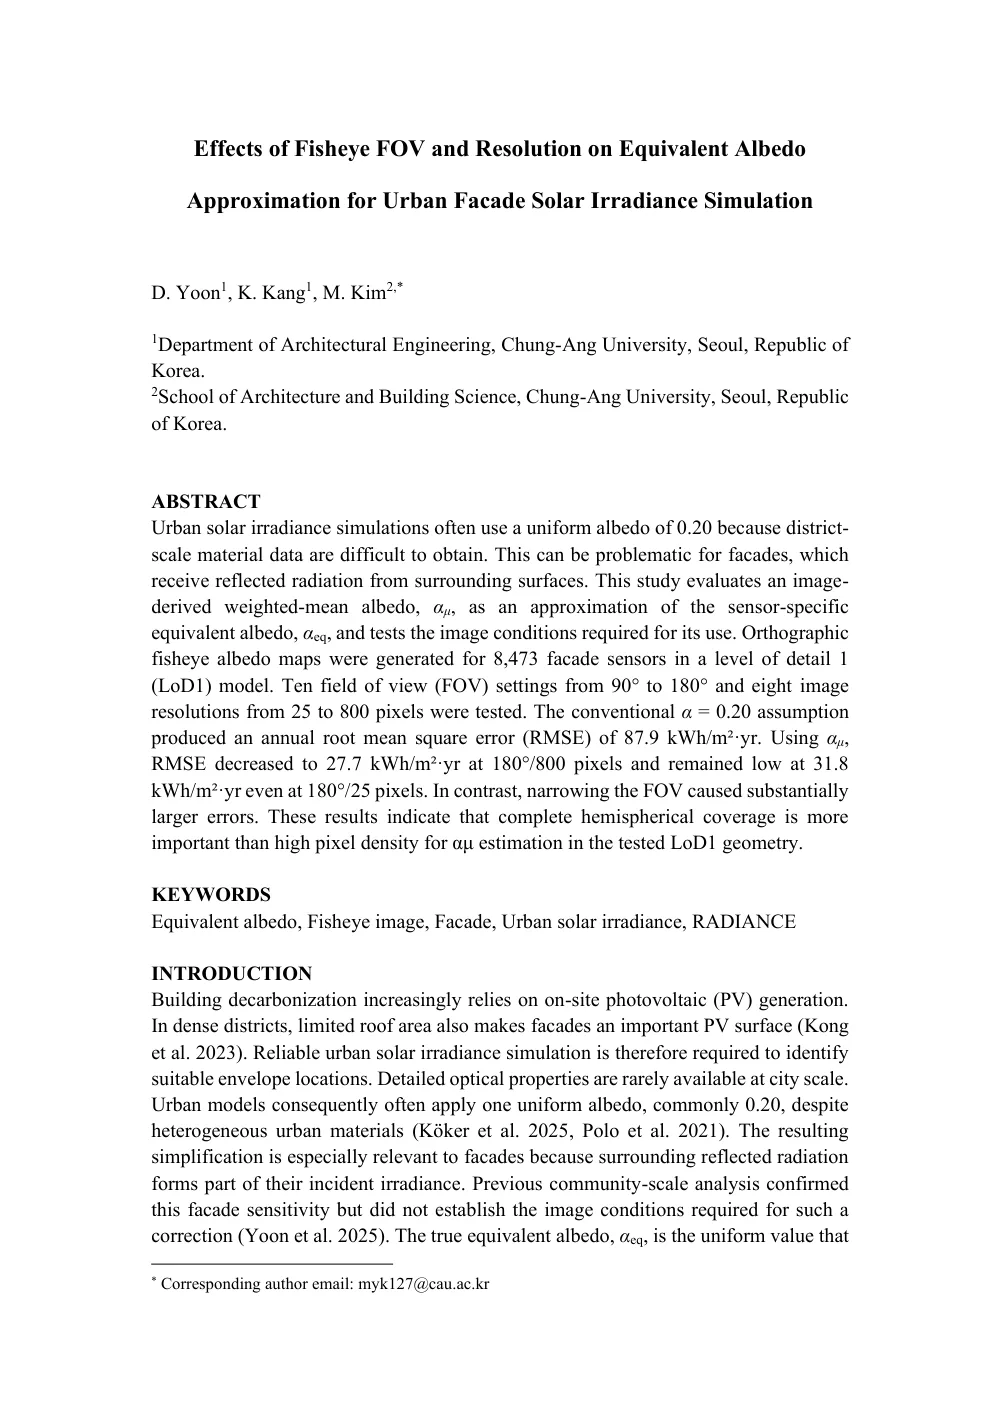 Effects of Fisheye FOV and Resolution on Equivalent Albedo
Approximation for Urban Facade Solar Irradiance Simulation
D. Yoon1, K. Kang1, M. Kim2,*
1Department of Architectural Engineering, Chung-Ang University, Seoul, Republic of
Korea.
2School of Architecture and Building Science, Chung-Ang University, Seoul, Republic
of Korea.
ABSTRACT
Urban solar irradiance simulations often use a uniform albedo of 0.20 because district-
scale material data are difficult to obtain. This can be problematic for facades, which
receive reflected radiation from surrounding surfaces. This study evaluates an image-
derived weighted-mean albedo, αμ, as an approximation of the sensor-specific
equivalent albedo, αeq, and tests the image conditions required for its use. Orthographic
fisheye albedo maps were generated for 8,473 facade sensors in a level of detail 1
(LoD1) model. Ten field of view (FOV) settings from 90° to 180° and eight image
resolutions from 25 to 800 pixels were tested. The conventional α = 0.20 assumption
produced an annual root mean square error (RMSE) of 87.9 kWh/m²·yr. Using αμ,
RMSE decreased to 27.7 kWh/m²·yr at 180°/800 pixels and remained low at 31.8
kWh/m²·yr even at 180°/25 pixels. In contrast, narrowing the FOV caused substantially
larger errors. These results indicate that complete hemispherical coverage is more
important than high pixel density for αμ estimation in the tested LoD1 geometry.
KEYWORDS
Equivalent albedo, Fisheye image, Facade, Urban solar irradiance, RADIANCE
INTRODUCTION
Building decarbonization increasingly relies on on-site photovoltaic (PV) generation.
In dense districts, limited roof area also makes facades an important PV surface (Kong
et al. 2023). Reliable urban solar irradiance simulation is therefore required to identify
suitable envelope locations. Detailed optical properties are rarely available at city scale.
Urban models consequently often apply one uniform albedo, commonly 0.20, despite
heterogeneous urban materials (Köker et al. 2025, Polo et al. 2021). The resulting
simplification is especially relevant to facades because surrounding reflected radiation
forms part of their incident irradiance. Previous community-scale analysis confirmed
this facade sensitivity but did not establish the image conditions required for such a
correction (Yoon et al. 2025). The true equivalent albedo, αeq, is the uniform value that
* Corresponding author email: myk127@cau.ac.kr